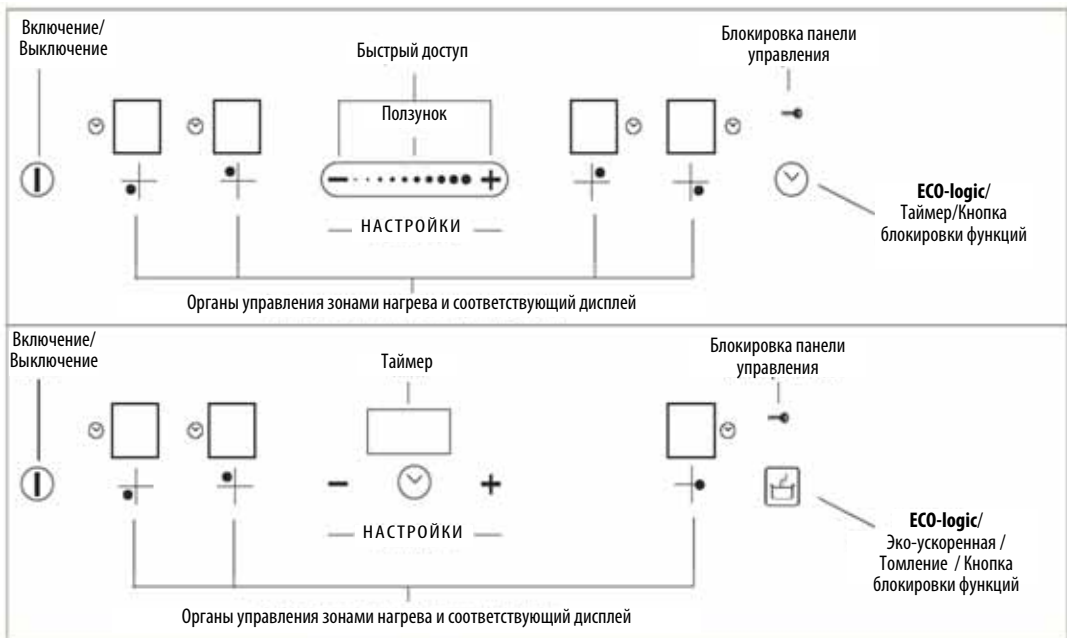 Включение/
Выключение
Быстрый доступ
Ползунок
Блокировка панели
управления
НАСТРОЙКИ
ECO-logic/
Таймер/Кнопка
блокировки функций
Органы управления зонами нагрева и соответствующий дисплей
Включение/
Выключение
Таймер
Блокировка панели
управления
НАСТРОЙКИ
ECO-logic/
Эко-ускоренная /
Томление / Кнопка
блокировки функций
Органы управления зонами нагрева и соответствующий дисплей